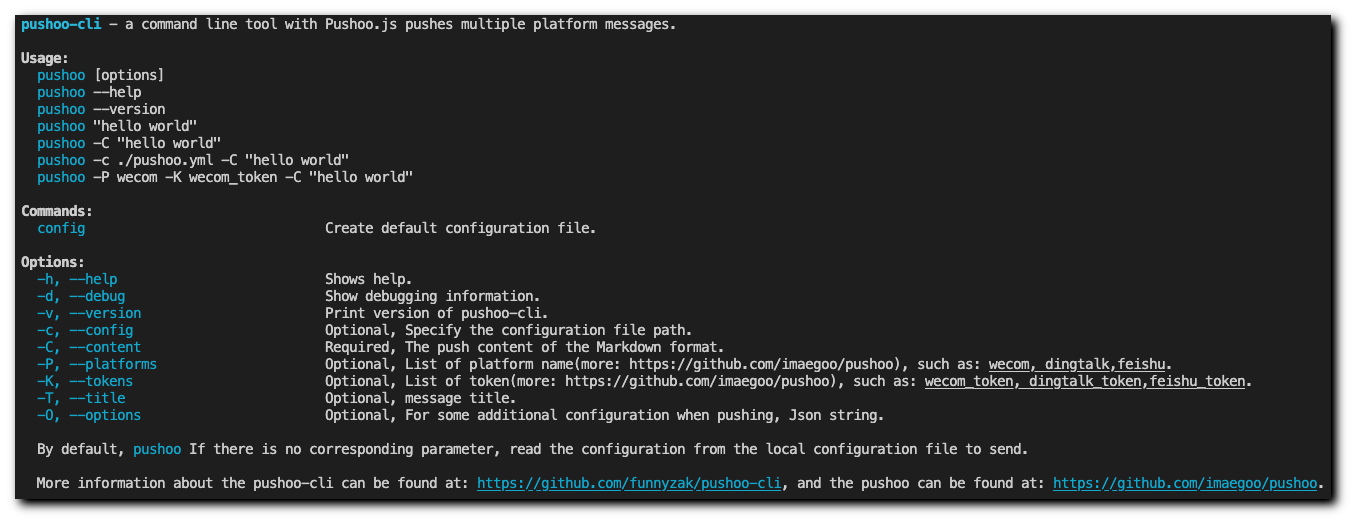 pushoo-cli - a command line tool with Pushoo.js pushes multiple platform messages.
Usage:
pushoo [options]
pushoo --help
pushoo --version
pushoo "hello world"
pushoo -C "hello world"
pushoo -c ./pushoo.yml -C "hello world"
pushoo -P wecom -K wecom_token -C "hello world"
Commands:
config Create default configuration file.
Options:
-h, --help Shows help.
-d, --debug Show debugging information.
-v, --version Print version of pushoo-cli.
-c, --config Optional, Specify the configuration file path.
-C, --content Required, The push content of the Markdown format.
-P, --platforms Optional, List of platform name(more: https://github.com/imaegoo/pushoo), such as: wecom, dingtalk,feishu.
-K, --tokens Optional, List of token(more: https://github.com/imaegoo/pushoo), such as: wecom_token, dingtalk_token,feishu_token.
-T, --title Optional, message title.
-O, --options Optional, For some additional configuration when pushing, Json string.
By default, pushoo If there is no corresponding parameter, read the configuration from the local configuration file to send.
More information about the pushoo-cli can be found at: https://github.com/funnyzak/pushoo-cli, and the pushoo can be found at: https://github.com/imaegoo/pushoo.